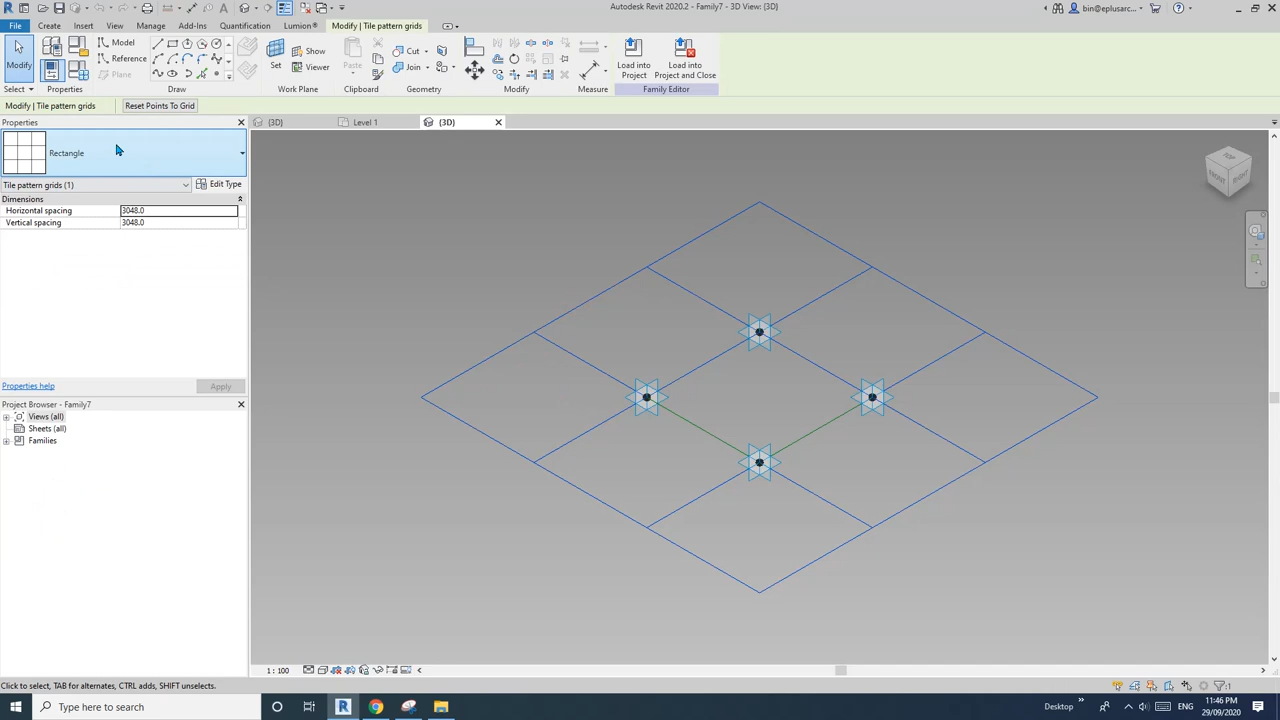 Autodesk Revit 2020.2 - Family7 - 3D View: {3D}
bin@eplusarc...
File Create Insert View Manage Add-Ins Quantification Lumion® Modify | Tile pattern grids
Modify
Model
Reference
Plane
Set
Show
Viewer
Paste
Cut
Join
Load into
Project
Load into
Project and Close
Select Properties Draw Work Plane Clipboard Geometry Modify Measure Family Editor
Modify | Tile pattern grids Reset Points To Grid
Properties
{3D} Level 1 {3D}
Rectangle
Tile pattern grids (1) Edit Type
Dimensions
Horizontal spacing 3048.0
Vertical spacing 3048.0
TOP
FRONT RIGHT
Properties help Apply
Project Browser - Family7
Views (all)
Sheets (all)
Families
1 : 100
Click to select, TAB for alternates, CTRL adds, SHIFT unselects.
:1
Type here to search
Desktop
ENG
11:46 PM
29/09/2020